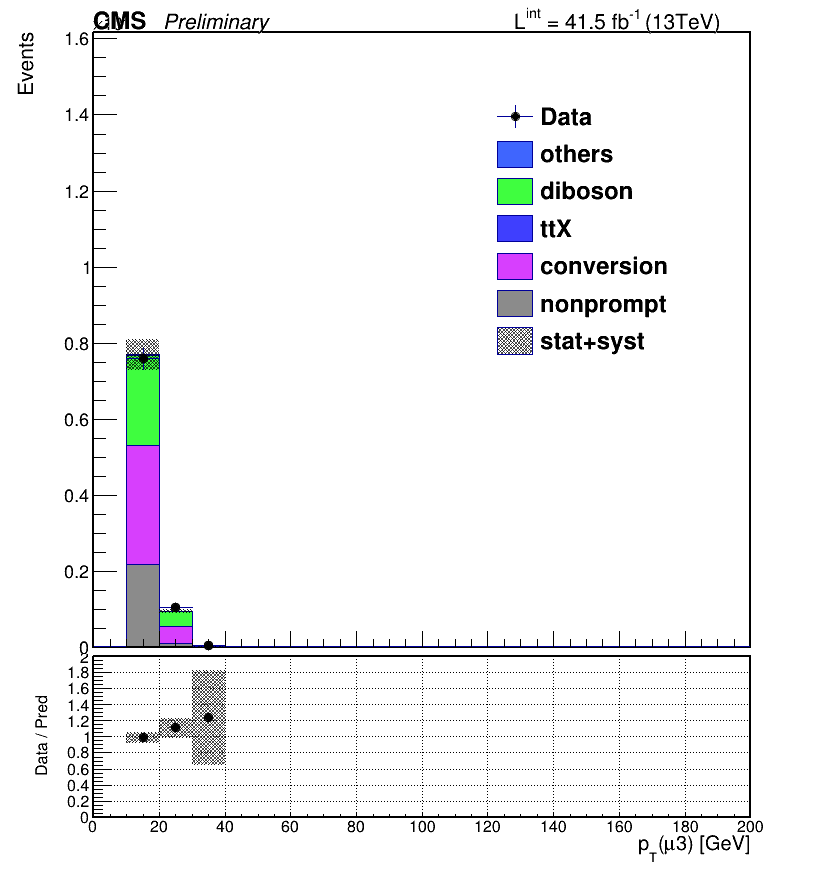 CMS Preliminary L^int = 41.5 fb^-1 (13TeV)
Events
1.6
1.4
1.2
1
0.8
0.6
0.4
0.2
0
Data
others
diboson
ttX
conversion
nonprompt
stat+syst
Data / Pred
2
1.8
1.6
1.4
1.2
1
0.8
0.6
0.4
0.2
0
0 20 40 60 80 100 120 140 160 180 200
p_T(μ3) [GeV]